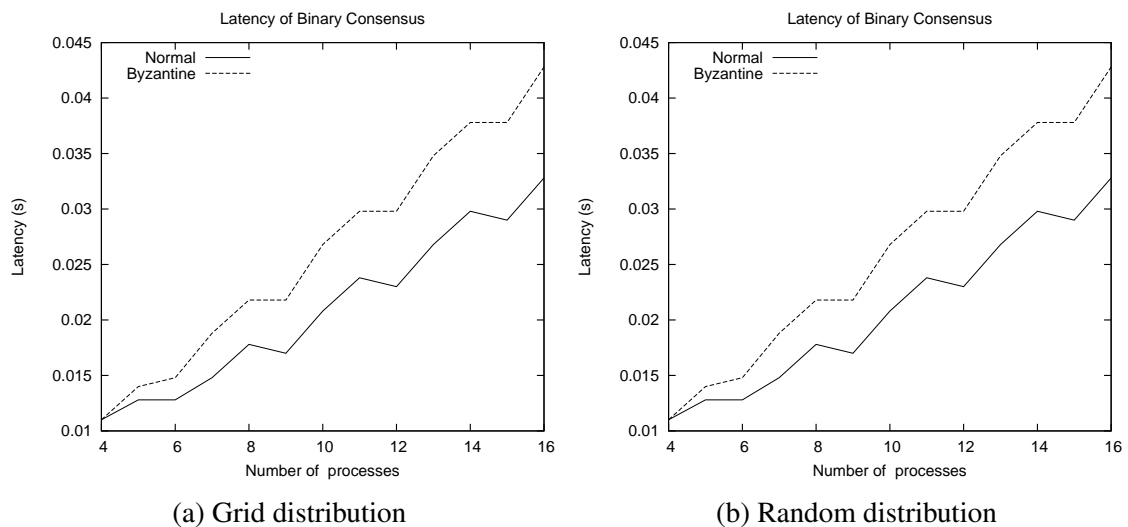 Latency of Binary Consensus
0.045
Normal
Byzantine
0.04
0.035
0.03
Latency (s)
0.025
0.02
0.015
0.01
4 6 8 10 12 14 16
Number of processes
(a) Grid distribution
Latency of Binary Consensus
0.045
Normal
Byzantine
0.04
0.035
0.03
Latency (s)
0.025
0.02
0.015
0.01
4 6 8 10 12 14 16
Number of processes
(b) Random distribution